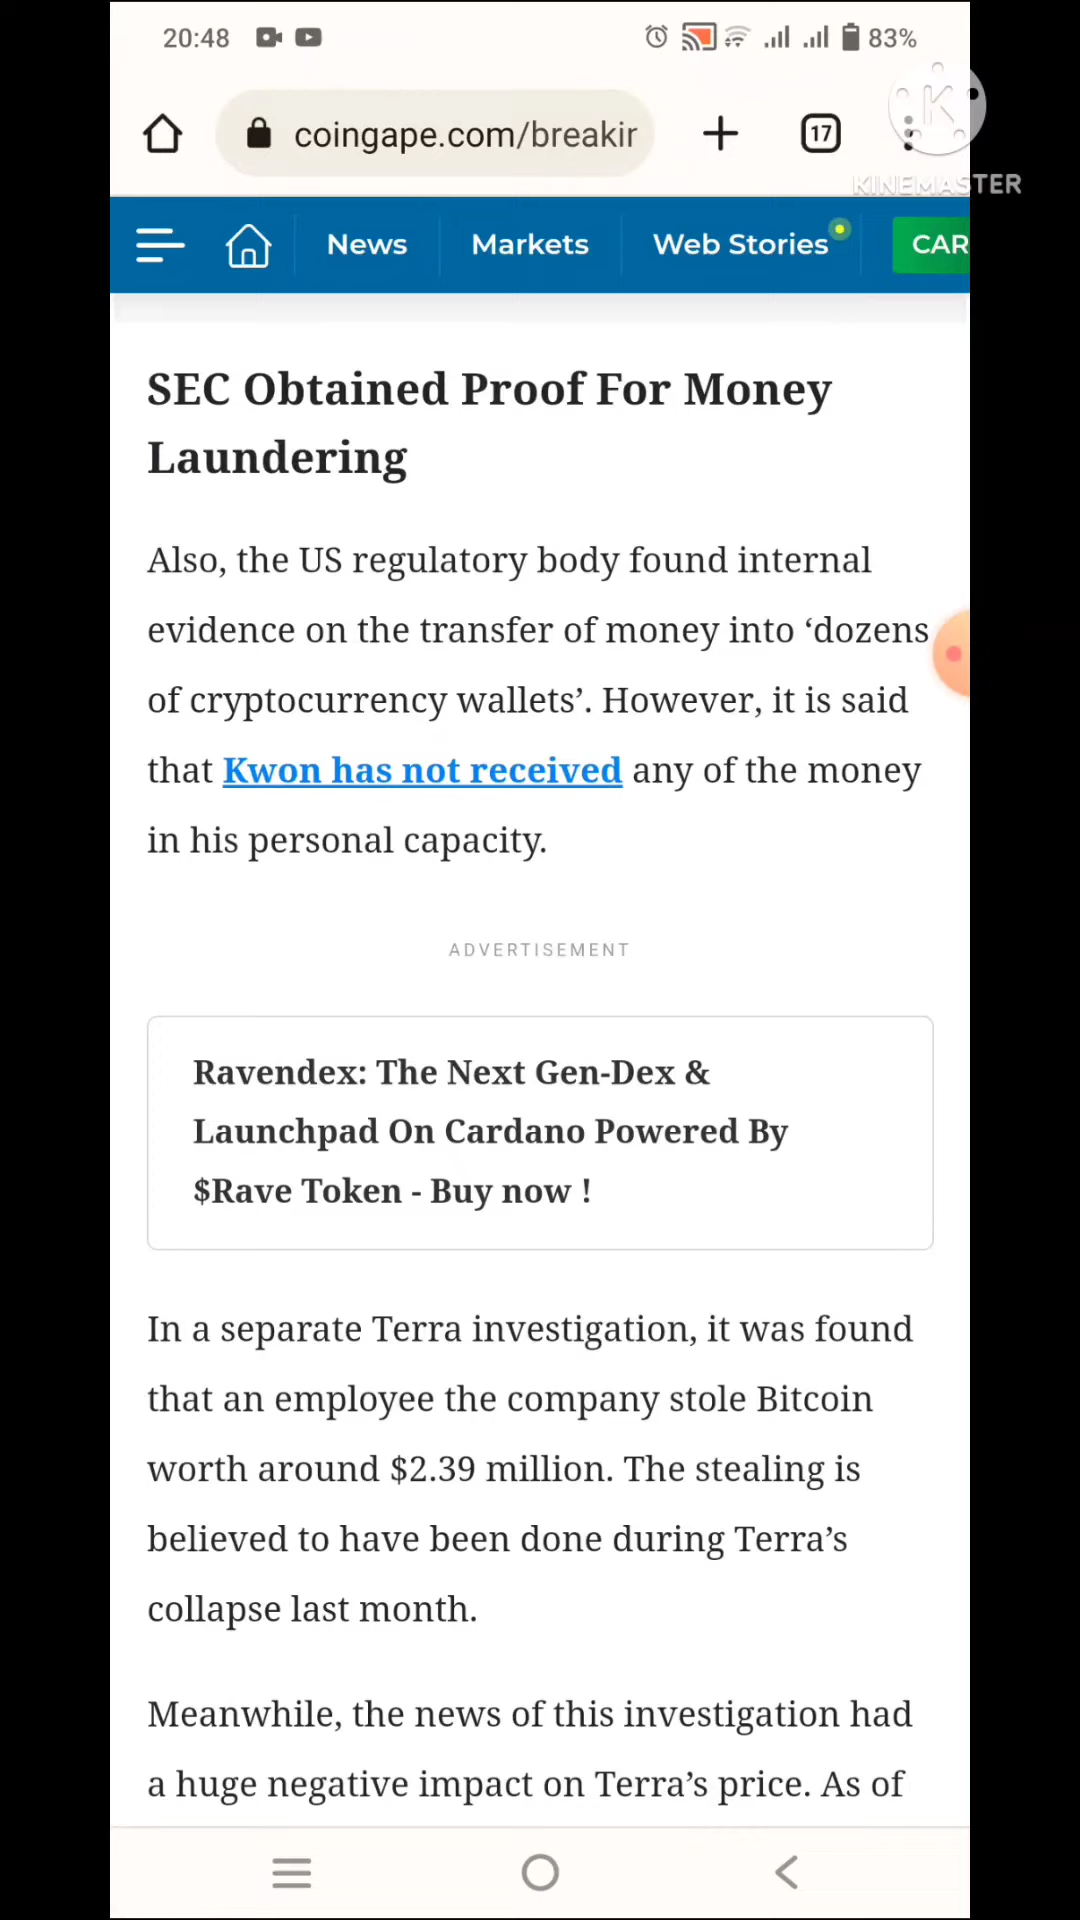 20:48
83%
coingape.com/breakir
17
K
KINEMASTER
News
Markets
Web Stories
CAR
SEC Obtained Proof For Money
Laundering
Also, the US regulatory body found internal
evidence on the transfer of money into ‘dozens
of cryptocurrency wallets’. However, it is said
that Kwon has not received any of the money
in his personal capacity.
ADVERTISEMENT
Ravendex: The Next Gen-Dex &
Launchpad On Cardano Powered By
$Rave Token - Buy now !
In a separate Terra investigation, it was found
that an employee the company stole Bitcoin
worth around $2.39 million. The stealing is
believed to have been done during Terra’s
collapse last month.
Meanwhile, the news of this investigation had
a huge negative impact on Terra’s price. As of